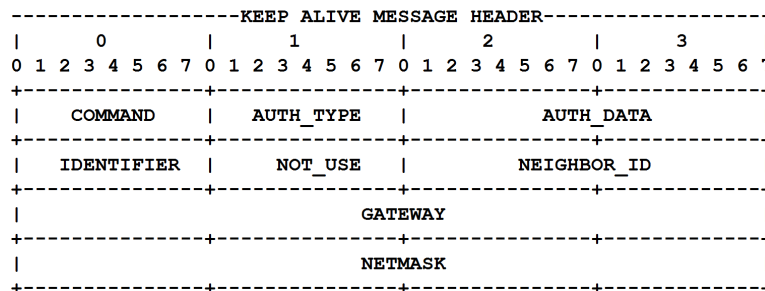 --------------------KEEP ALIVE MESSAGE HEADER--------------------
|       0       |       1       |       2       |       3
0 1 2 3 4 5 6 7 0 1 2 3 4 5 6 7 0 1 2 3 4 5 6 7 0 1 2 3 4 5 6 7
+---------------+---------------+---------------+---------------
|    COMMAND    |   AUTH_TYPE   |           AUTH_DATA
+---------------+---------------+---------------+---------------
|   IDENTIFIER  |     NOT_USE   |         NEIGHBOR_ID
+---------------+---------------+---------------+---------------
|                            GATEWAY
+---------------+---------------+---------------+---------------
|                            NETMASK
+---------------+---------------+---------------+---------------